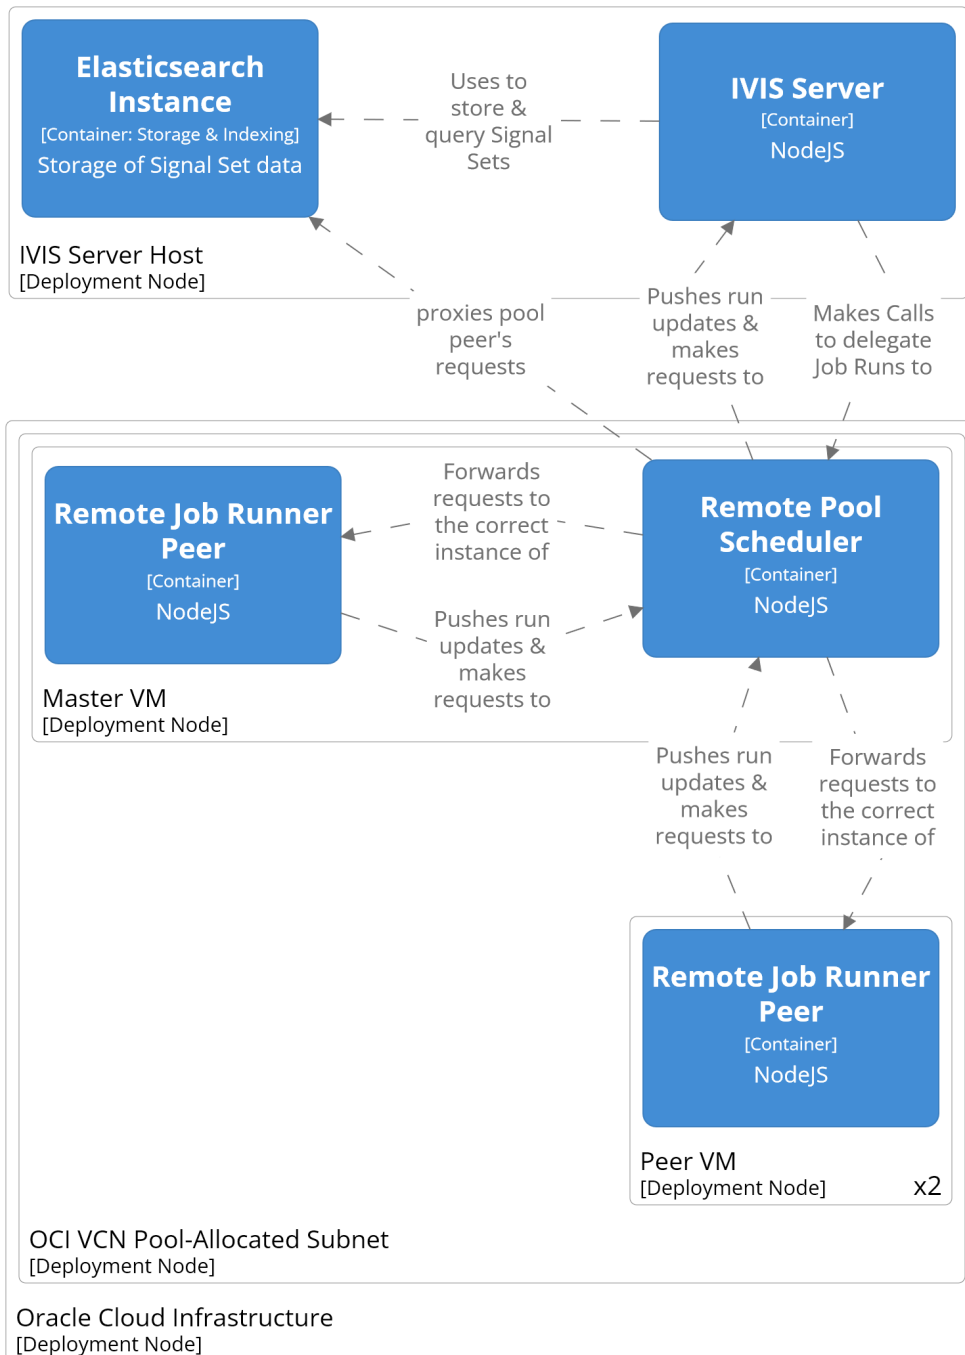 Elasticsearch
Instance
[Container: Storage & Indexing]
Storage of Signal Set data
Uses to
store &
query Signal
Sets
IVIS Server
[Container]
NodeJS
IVIS Server Host
[Deployment Node]
proxies pool
peer's
requests
Pushes run
updates &
makes
requests to
Makes Calls
to delegate
Job Runs to
Remote Job Runner
Peer
[Container]
NodeJS
Forwards
requests to
the correct
instance of
Remote Pool
Scheduler
[Container]
NodeJS
Pushes run
updates &
makes
requests to
Master VM
[Deployment Node]
Pushes run
updates &
makes
requests to
Forwards
requests to
the correct
instance of
Remote Job Runner
Peer
[Container]
NodeJS
Peer VM
[Deployment Node]
x2
OCI VCN Pool-Allocated Subnet
[Deployment Node]
Oracle Cloud Infrastructure
[Deployment Node]